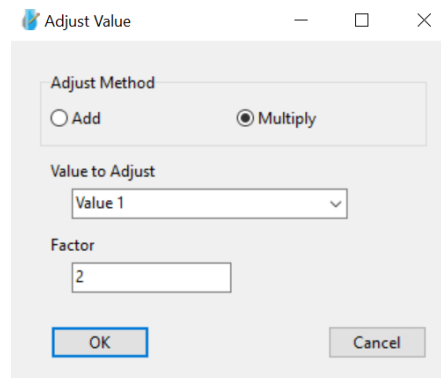 Adjust Value
Adjust Method
Add Multiply
Value to Adjust
Value 1
Factor
2
OK Cancel